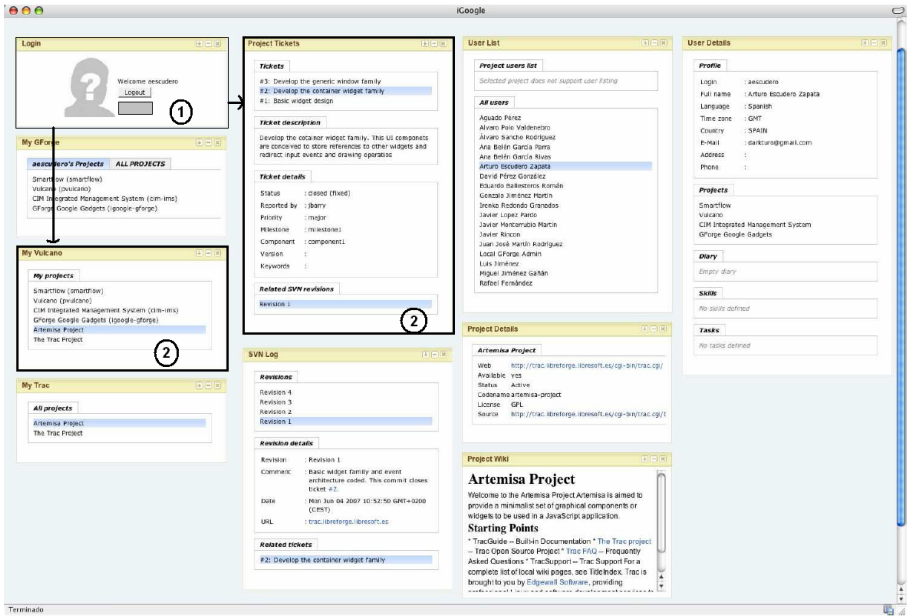 iGoogle
Login
Welcome aescudero
Logout
1
My GForge
aescudero's Projects ALL PROJECTS
Smartflow (smartflow)
Vulcano (pvulcano)
CIM Integrated Management System (cim-ims)
GForge Google Gadgets (igoogle-gforge)
My Vulcano
My projects
Smartflow (smartflow)
Vulcano (pvulcano)
CIM Integrated Management System (cim-ims)
GForge Google Gadgets (igoogle-gforge)
Artemisa Project
The Trac Project
2
My Trac
All projects
Artemisa Project
The Trac Project
Project Tickets
Tickets
#3: Develop the generic window family
#2: Develop the container widget family
#1: Basic widget design
Ticket description
Develop the cotainer widget family. This UI componets
are conceived to store references to other widgets and
redirect input events and drawing operatios
Ticket details
Status : closed (fixed)
Reported by : jbarry
Priority : major
Milestone : milestone1
Component : component1
Version :
Keywords :
Related SVN revisions
Revision 1
2
SVN Log
Revisions
Revision 4
Revision 3
Revision 2
Revision 1
Revision details
Revision : Revision 1
Comment : Basic widget family and event
architecture coded. This commit closes
ticket #2.
Date : Mon Jun 04 2007 10:52:50 GMT+0200
(CEST)
URL : trac.libreforge.libresoft.es
Related tickets
#2: Develop the container widget family
User List
Project users list
Selected project does not support user listing
All users
Aguado Pérez
Álvaro Polo Valdenebro
Álvaro Sancho Rodríguez
Ana Belén García Parra
Ana Belén García Rivas
Arturo Escudero Zapata
David Pérez González
Eduardo Ballesteros Román
Gonzalo Jiménez Martín
Irenka Redondo Granados
Javier Lopez Pardo
Javier Monterrubio Martín
Javier Rincon
Juan José Martín Rodriguez
Local GForge Admin
Luis Jiménez
Miguel Jiménez Gañán
Rafael Fernández
Project Details
Artemisa Project
Web http://trac.libreforge.libresoft.es/cgi-bin/trac.cgi/
Available yes
Status Active
Codename artemisa-project
License GPL
Source http://trac.libreforge.libresoft.es/cgi-bin/trac.cgi/t
Project Wiki
Artemisa Project
Welcome to the Artemisa Project.Artemisa is aimed to
provide a minimalist set of graphical components or
widgets to be used in a JavaScript application.
Starting Points
* TracGuide -- Built-in Documentation * The Trac project
-- Trac Open Source Project * Trac FAQ -- Frequently
Asked Questions * TracSupport -- Trac Support For a
complete list of local wiki pages, see TitleIndex. Trac is
brought to you by Edgewall Software, providing
User Details
Profile
Login : aescudero
Full name : Arturo Escudero Zapata
Language : Spanish
Time zone : GMT
Country : SPAIN
E-Mail : darkturo@gmail.com
Address :
Phone :
Projects
Smartflow
Vulcano
CIM Integrated Management System
GForge Google Gadgets
Diary
Empty diary
Skills
No skills defined
Tasks
No tasks defined
Terminado